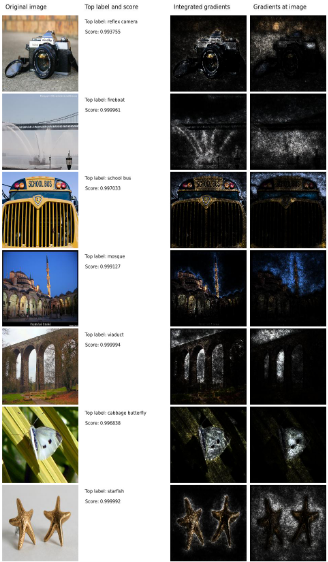 Original image Top label and score Integrated gradients Gradients at image
Top label: reflex camera
Score: 0.993755
Top label: fireboat
Score: 0.999961
SCHOOL BUS
Top label: school bus
Score: 0.997033
Top label: mosque
Score: 0.999127
Top label: viaduct
Score: 0.999994
Top label: cabbage butterfly
Score: 0.996838
Top label: starfish
Score: 0.999992